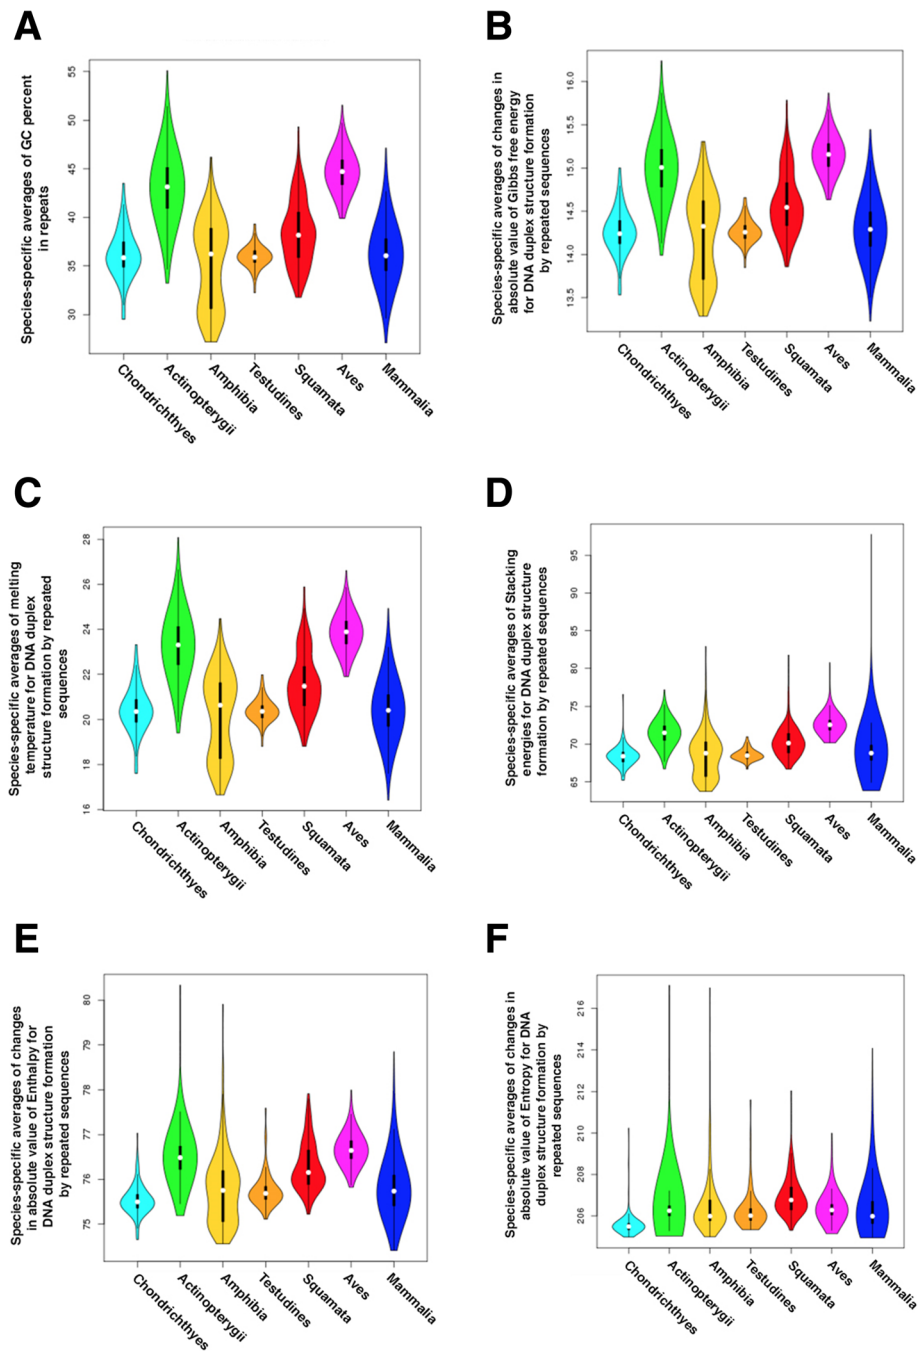 A
Species-specific averages of GC percent
in repeats
55
50
45
40
35
30
Chondrichthyes
Actinopterygii
Amphibia
Testudines
Squamata
Aves
Mammalia
B
Species-specific averages of changes in
absolute value of Gibbs free energy
for DNA duplex structure formation
by repeated sequences
16.0
15.5
15.0
14.5
14.0
13.5
Chondrichthyes
Actinopterygii
Amphibia
Testudines
Squamata
Aves
Mammalia
C
Species-specific averages of melting
temperature for DNA duplex
structure formation by repeated
sequences
28
26
24
22
20
18
16
Chondrichthyes
Actinopterygii
Amphibia
Testudines
Squamata
Aves
Mammalia
D
Species-specific averages of Stacking
energies for DNA duplex structure
formation by repeated sequences
95
90
85
80
75
70
65
Chondrichthyes
Actinopterygii
Amphibia
Testudines
Squamata
Aves
Mammalia
E
Species-specific averages of changes
in absolute value of Enthalpy for
DNA duplex structure formation
by repeated sequences
80
79
78
77
76
75
Chondrichthyes
Actinopterygii
Amphibia
Testudines
Squamata
Aves
Mammalia
F
Species-specific averages of changes in
absolute value of Entropy for DNA
duplex structure formation by
repeated sequences
216
214
212
210
208
206
Chondrichthyes
Actinopterygii
Amphibia
Testudines
Squamata
Aves
Mammalia